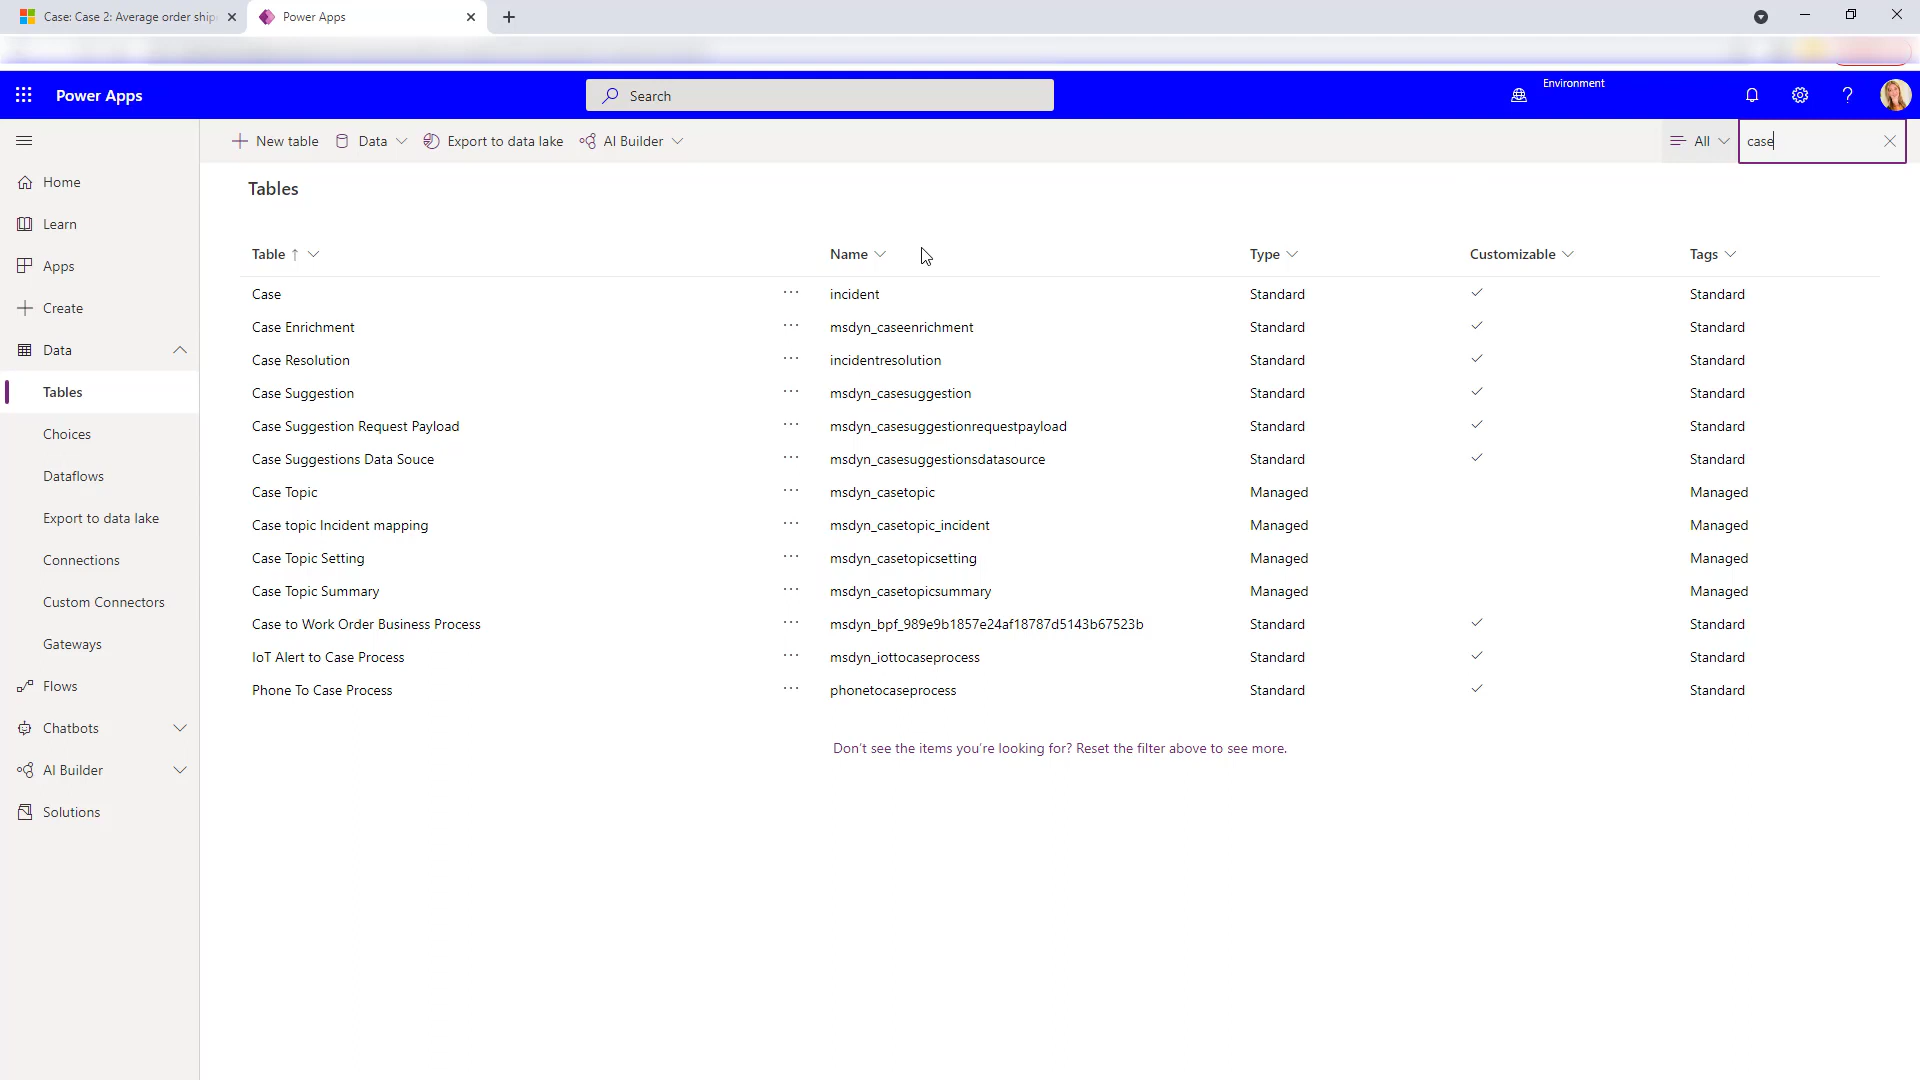 Case: Case 2: Average order ship
Power Apps
Power Apps
Search
Environment
New table
Data
Export to data lake
AI Builder
All
case
Home
Learn
Apps
Create
Data
Tables
Choices
Dataflows
Export to data lake
Connections
Custom Connectors
Gateways
Flows
Chatbots
AI Builder
Solutions
Tables
Table Name Type Customizable Tags
Case incident Standard Standard
Case Enrichment msdyn_caseenrichment Standard Standard
Case Resolution incidentresolution Standard Standard
Case Suggestion msdyn_casesuggestion Standard Standard
Case Suggestion Request Payload msdyn_casesuggestionrequestpayload Standard Standard
Case Suggestions Data Souce msdyn_casesuggestionsdatasource Standard Standard
Case Topic msdyn_casetopic Managed Managed
Case topic Incident mapping msdyn_casetopic_incident Managed Managed
Case Topic Setting msdyn_casetopicsetting Managed Managed
Case Topic Summary msdyn_casetopicsummary Managed Managed
Case to Work Order Business Process msdyn_bpf_989e9b1857e24af18787d5143b67523b Standard Standard
IoT Alert to Case Process msdyn_iottocaseprocess Standard Standard
Phone To Case Process phonetocaseprocess Standard Standard
Don't see the items you're looking for? Reset the filter above to see more.